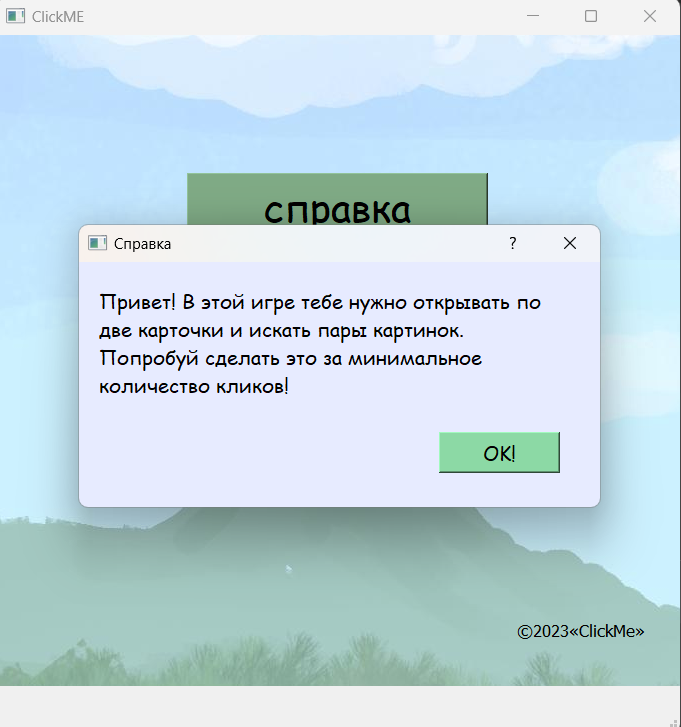 ClickME
справка
Справка
?
Привет! В этой игре тебе нужно открывать по
две карточки и искать пары картинок.
Попробуй сделать это за минимальное
количество кликов!
OK!
©2023«ClickMe»